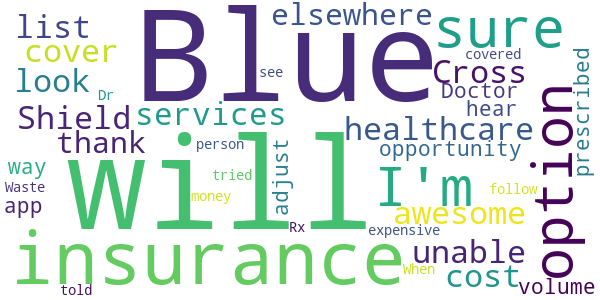 list
Blue
elsewhere
sure
cover
see
covered
look
Dr
Cross
Doctor
prescribed
Shield
services
hear
thank
person
healthcare
option
way
will
tried
adjust
opportunity
Waste
money
I'm
follow
app
Rx
awesome
insurance
expensive
unable
When
cost
told
volume